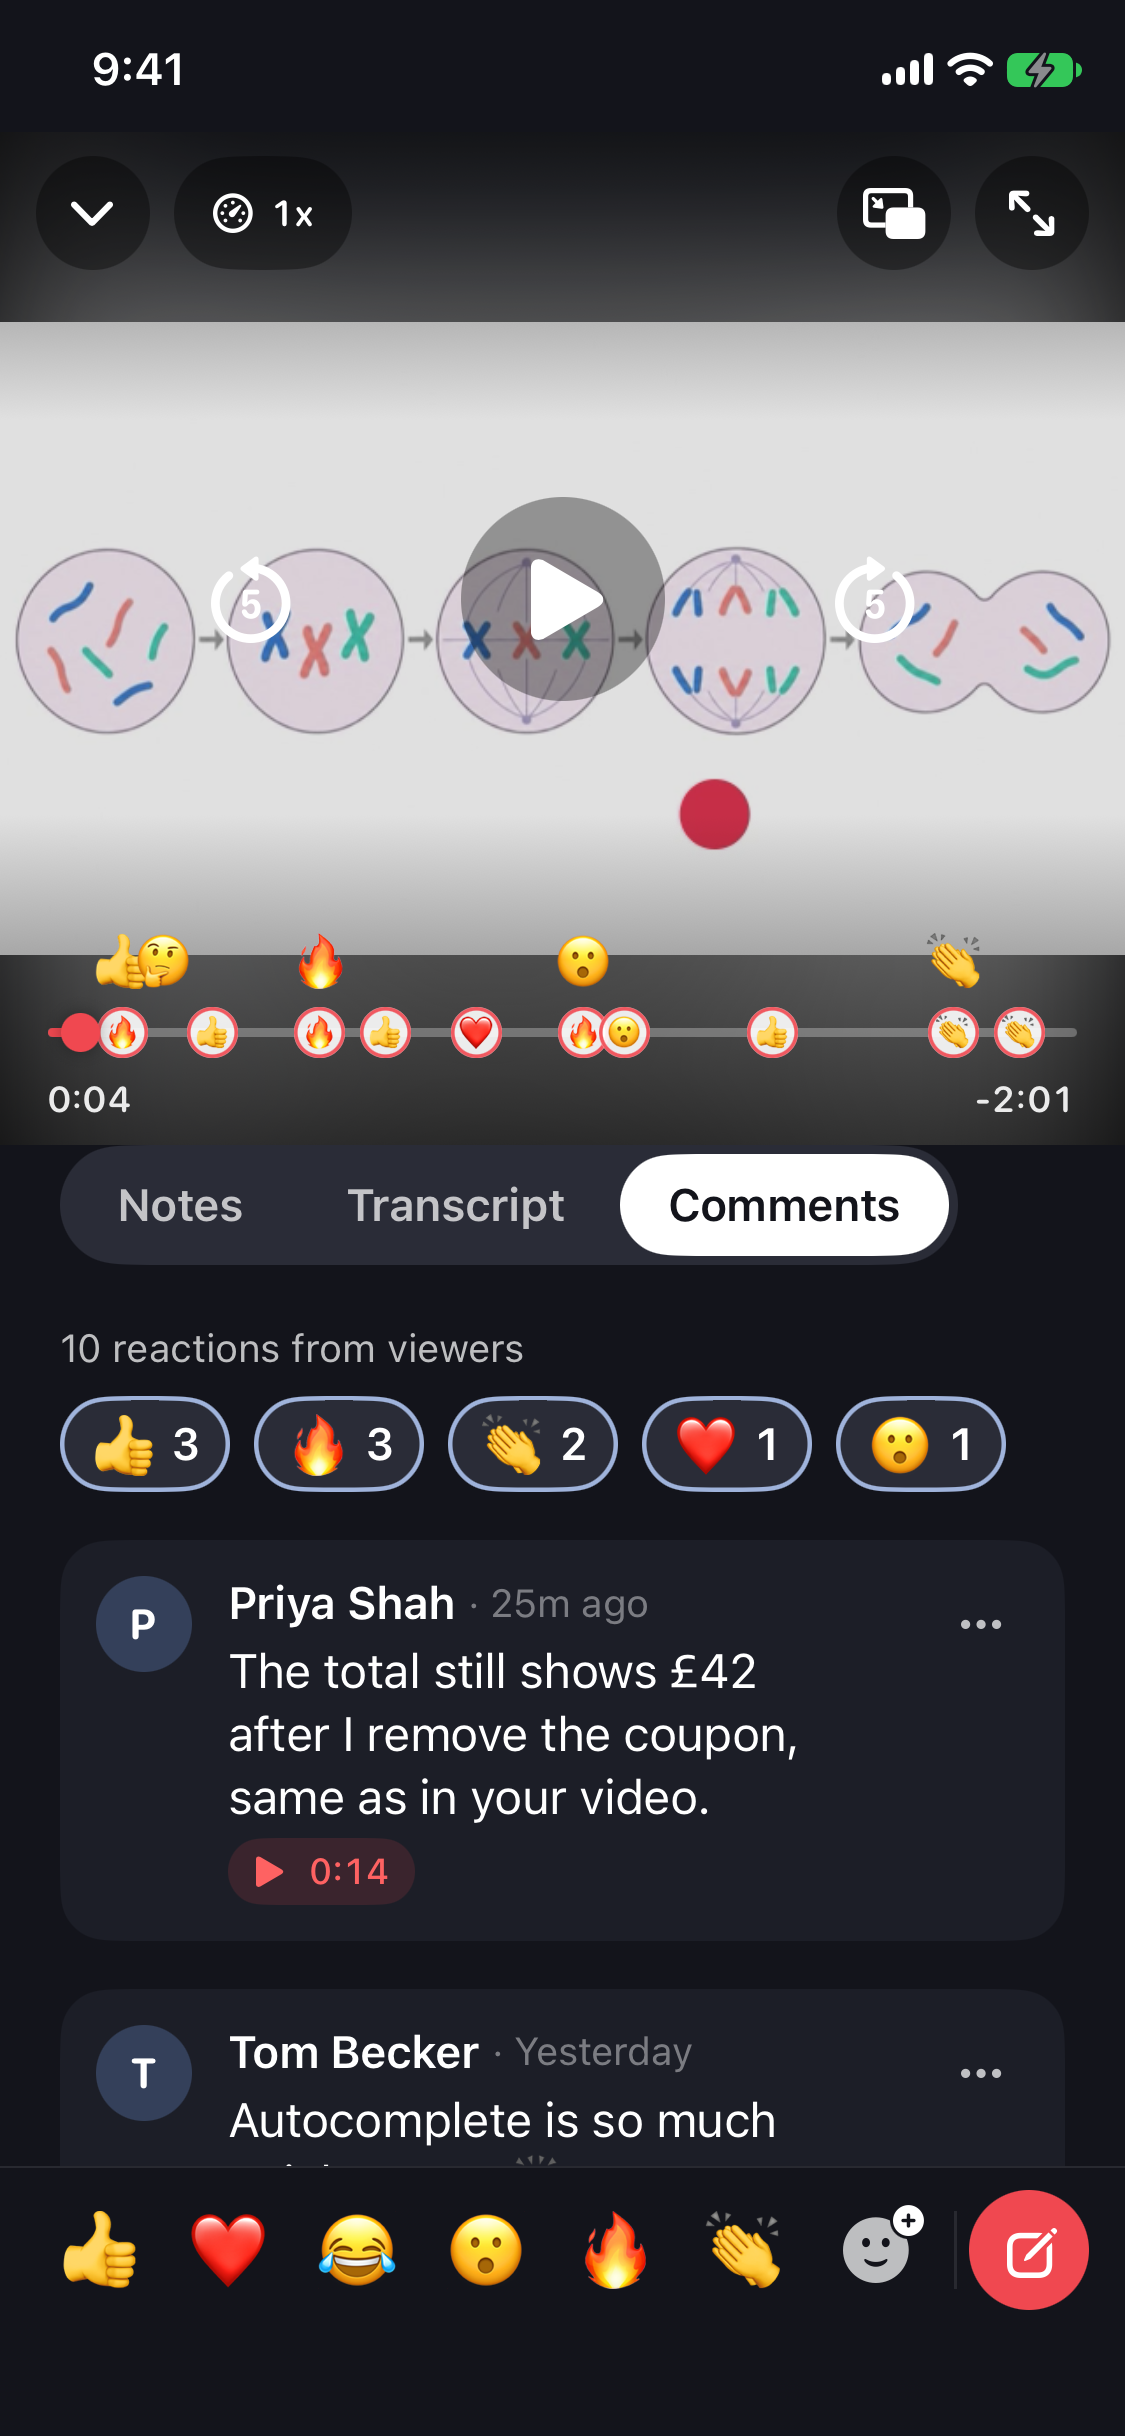 9:41
1x
5
5
0:04
-2:01
Notes
Transcript
Comments
10 reactions from viewers
3
3
2
1
1
P
Priya Shah · 25m ago
The total still shows £42
after I remove the coupon,
same as in your video.
0:14
T
Tom Becker · Yesterday
Autocomplete is so much